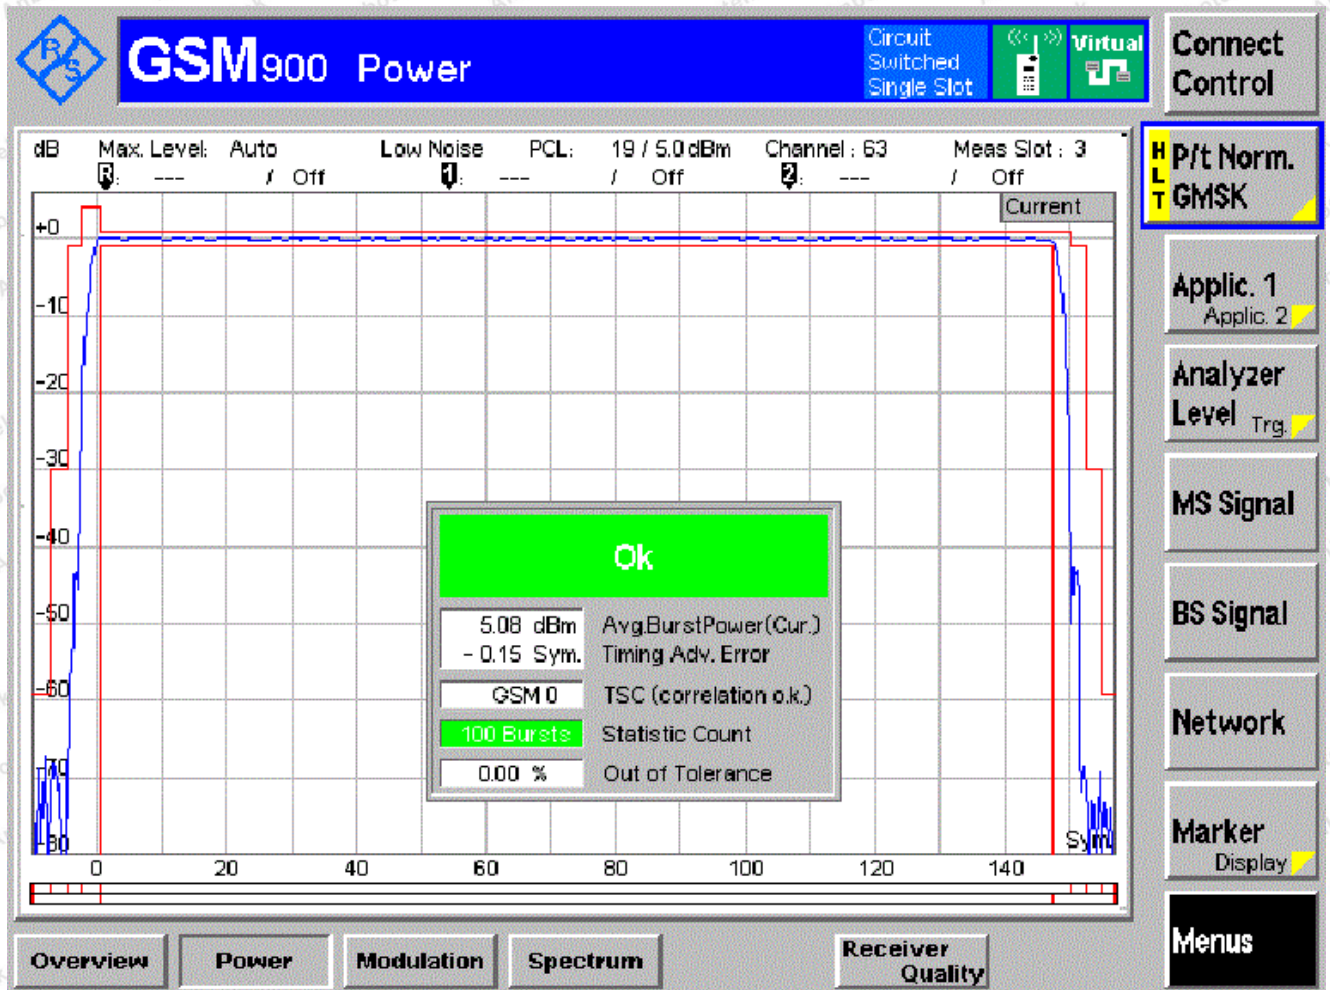 R S
GSM900 Power
Circuit
Switched
Single Slot
Virtual
Connect
Control
dB Max. Level: Auto Low Noise PCL: 19 / 5.0 dBm Channel : 63 Meas Slot : 3
R: --- / Off 1: --- / Off 2: --- / Off
Current
H
L
T
P/t Norm.
GMSK
+0
-10
-20
-30
-40
-50
-60
-70
-80
Ok
5.08 dBm Avg.BurstPower(Cur.)
- 0.15 Sym. Timing Adv. Error
GSM 0 TSC (correlation o.k.)
100 Bursts Statistic Count
0.00 % Out of Tolerance
Sym.
0 20 40 60 80 100 120 140
Applic. 1
Applic. 2
Analyzer
Level Trg.
MS Signal
BS Signal
Network
Marker
Display
Menus
Overview Power Modulation Spectrum
Receiver
Quality